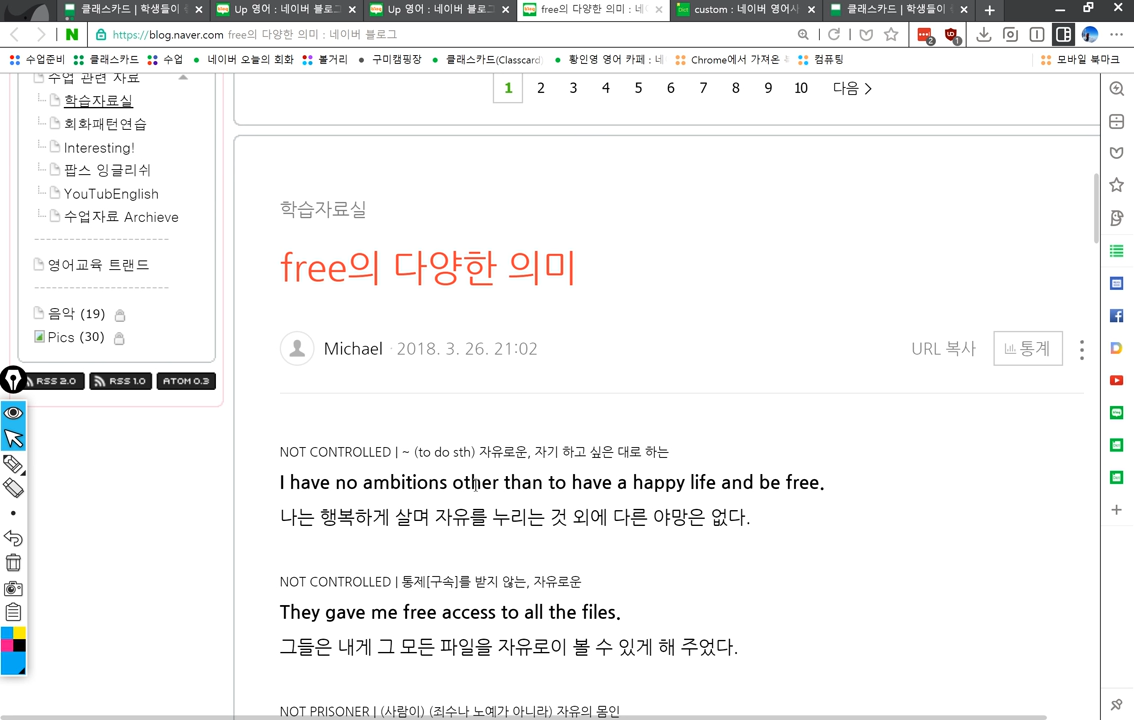 클래스카드 | 학생들이
Up 영어 : 네이버 블로그
Up 영어 : 네이버 블로그
free의 다양한 의미 : 네
custom : 네이버 영어사
클래스카드 | 학생들이
N https://blog.naver.com free의 다양한 의미 : 네이버 블로그
수업준비 클래스카드 수업 네이버 오늘의 회화 볼거리 구미캠핑장 클래스카드(Classcard) 황인영 영어 카페 : 네 Chrome에서 가져온 컴퓨팅 모바일 북마크
수업 관련 자료
학습자료실
회화패턴연습
Interesting!
팝스 잉글리쉬
YouTubEnglish
수업자료 Archieve
영어교육 트랜드
음악 (19)
Pics (30)
RSS 2.0 RSS 1.0 ATOM 0.3
1 2 3 4 5 6 7 8 9 10 다음 >
학습자료실
free의 다양한 의미
Michael · 2018. 3. 26. 21:02 URL 복사 통계
NOT CONTROLLED | ~ (to do sth) 자유로운, 자기 하고 싶은 대로 하는
I have no ambitions other than to have a happy life and be free.
나는 행복하게 살며 자유를 누리는 것 외에 다른 야망은 없다.
NOT CONTROLLED | 통제[구속]를 받지 않는, 자유로운
They gave me free access to all the files.
그들은 내게 그 모든 파일을 자유로이 볼 수 있게 해 주었다.
NOT PRISONER | (사람이) (죄수나 노예가 아니라) 자유의 몸인